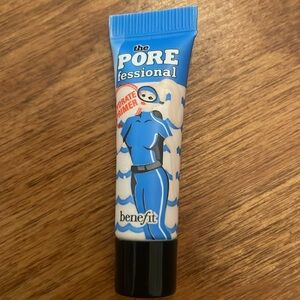 the
PORE
fessional
HYDRATE
PRIMER
benefit